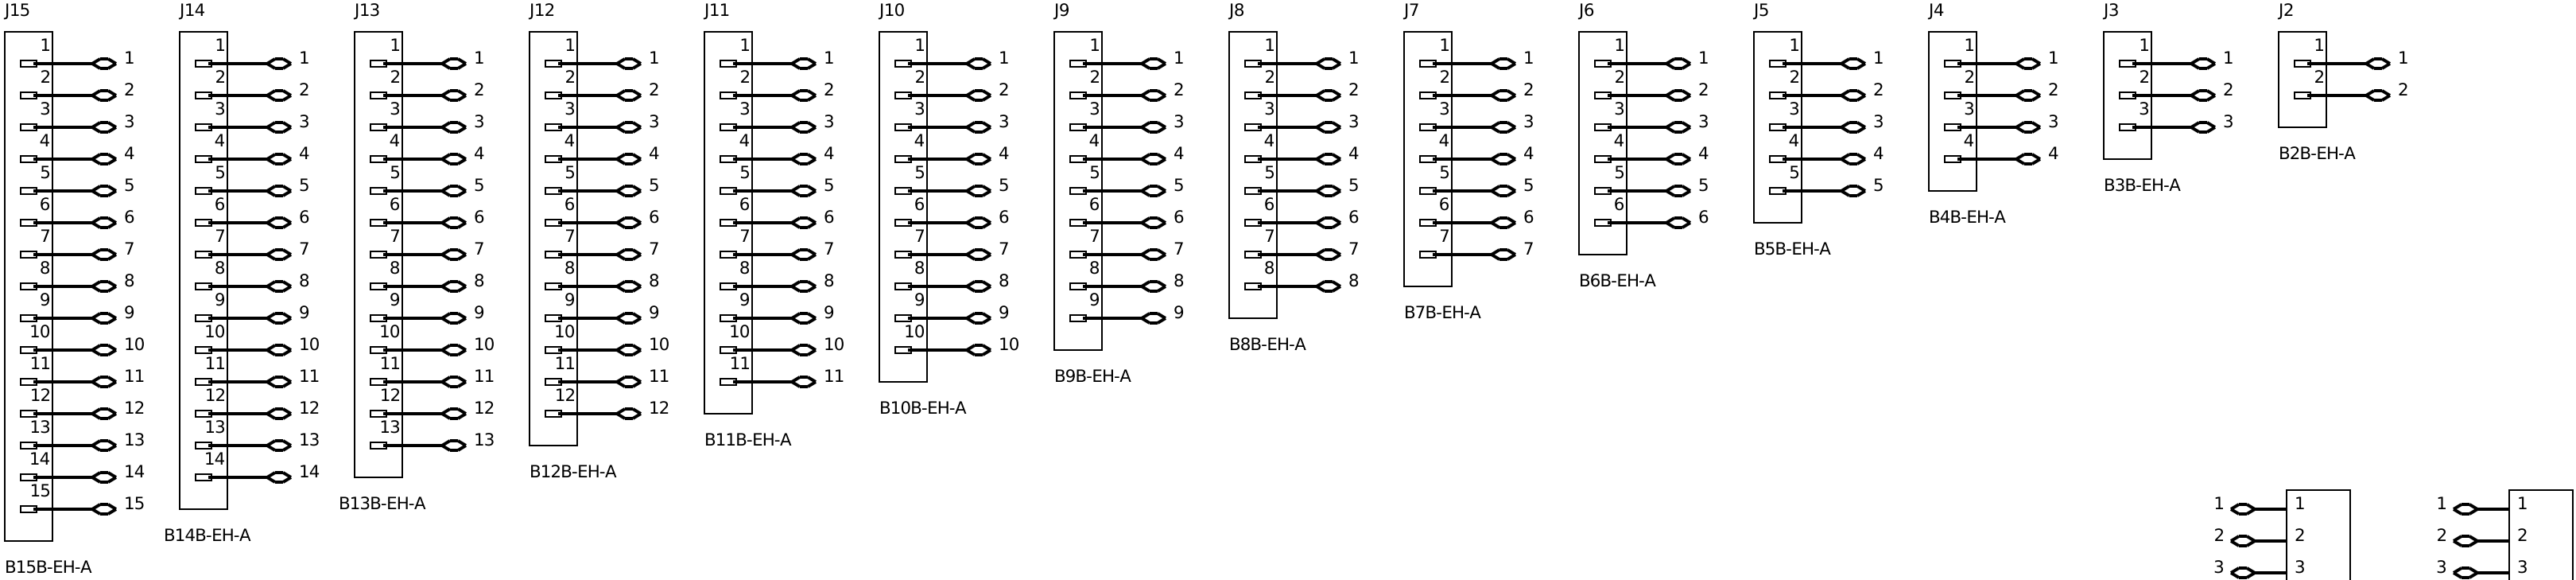 J15 J14 J13 J12 J11 J10 J9 J8 J7 J6 J5 J4 J3 J2
1 1 1 1 1 1 1 1 1 1 1 1 1 1
1 1 1 1 1 1 1 1 1 1 1 1 1 1
2 2 2 2 2 2 2 2 2 2 2 2 2 2
2 2 2 2 2 2 2 2 2 2 2 2 2 2
3 3 3 3 3 3 3 3 3 3 3 3 3
3 3 3 3 3 3 3 3 3 3 3 3 3
4 4 4 4 4 4 4 4 4 4 4 4
4 4 4 4 4 4 4 4 4 4 4 4 B2B-EH-A
5 5 5 5 5 5 5 5 5 5 5
5 5 5 5 5 5 5 5 5 5 5 B3B-EH-A
6 6 6 6 6 6 6 6 6 6
6 6 6 6 6 6 6 6 6 6 B4B-EH-A
7 7 7 7 7 7 7 7 7
7 7 7 7 7 7 7 7 7 B5B-EH-A
8 8 8 8 8 8 8 8
8 8 8 8 8 8 8 8 B6B-EH-A
9 9 9 9 9 9 9
9 9 9 9 9 9 9 B7B-EH-A
10 10 10 10 10 10
10 10 10 10 10 10 B8B-EH-A
11 11 11 11 11
11 11 11 11 11 B9B-EH-A
12 12 12 12
12 12 12 12 B10B-EH-A
13 13 13
13 13 13 B11B-EH-A
14 14
14 14 B12B-EH-A
15
15 B13B-EH-A 1 1 1 1
B14B-EH-A 2 2 2 2
B15B-EH-A 3 3 3 3